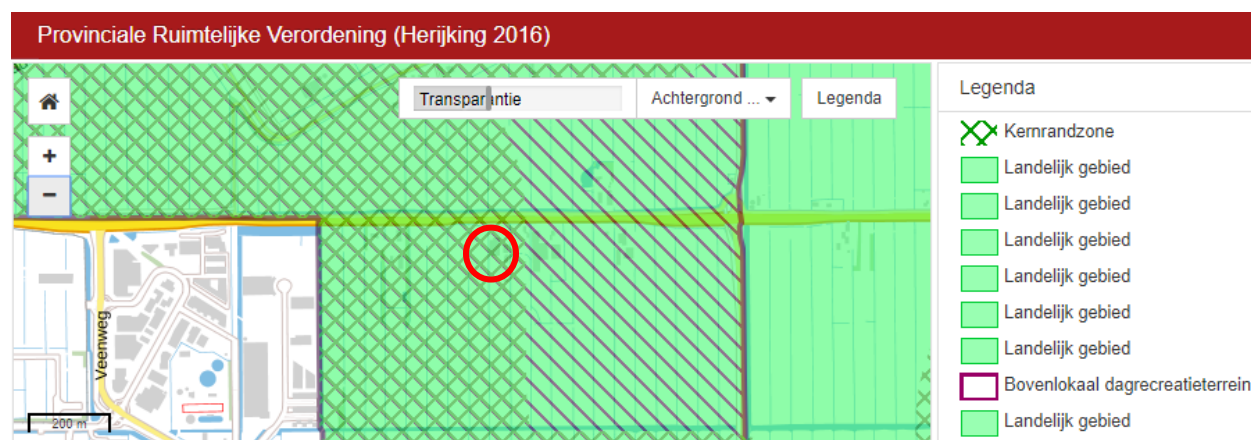 Provinciale Ruimtelijke Verordening (Herijking 2016)
Transparantie
Achtergrond ...
Legenda
+
−
Veenweg
200 m
Legenda
Kernrandzone
Landelijk gebied
Landelijk gebied
Landelijk gebied
Landelijk gebied
Landelijk gebied
Landelijk gebied
Bovenlokaal dagrecreatieterrein
Landelijk gebied